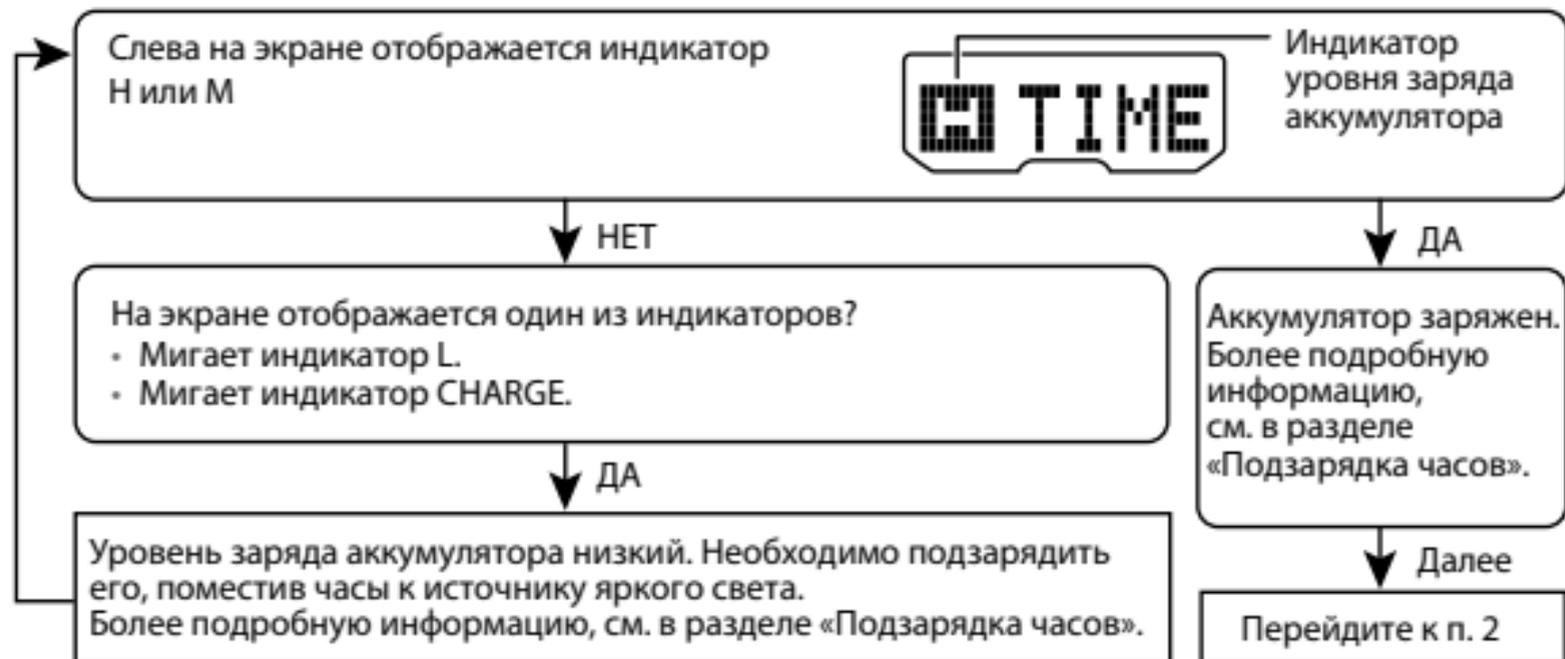 Слева на экране отображается индикатор
H или M
TIME
Индикатор
уровня заряда
аккумулятора
НЕТ
ДА
На экране отображается один из индикаторов?
• Мигает индикатор L.
• Мигает индикатор CHARGE.
Аккумулятор заряжен.
Более подробную
информацию,
см. в разделе
«Подзарядка часов».
ДА
Уровень заряда аккумулятора низкий. Необходимо подзарядить
его, поместив часы к источнику яркого света.
Более подробную информацию, см. в разделе «Подзарядка часов».
Далее
Перейдите к п. 2